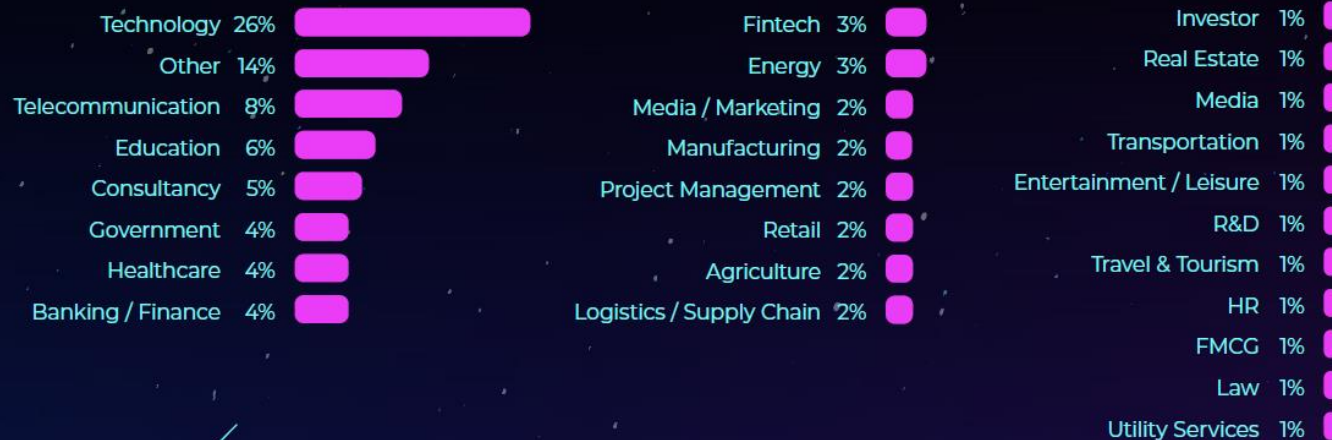 Technology 26%
Other 14%
Telecommunication 8%
Education 6%
Consultancy 5%
Government 4%
Healthcare 4%
Banking / Finance 4%
Fintech 3%
Energy 3%
Media / Marketing 2%
Manufacturing 2%
Project Management 2%
Retail 2%
Agriculture 2%
Logistics / Supply Chain 2%
Investor 1%
Real Estate 1%
Media 1%
Transportation 1%
Entertainment / Leisure 1%
R&D 1%
Travel & Tourism 1%
HR 1%
FMCG 1%
Law 1%
Utility Services 1%